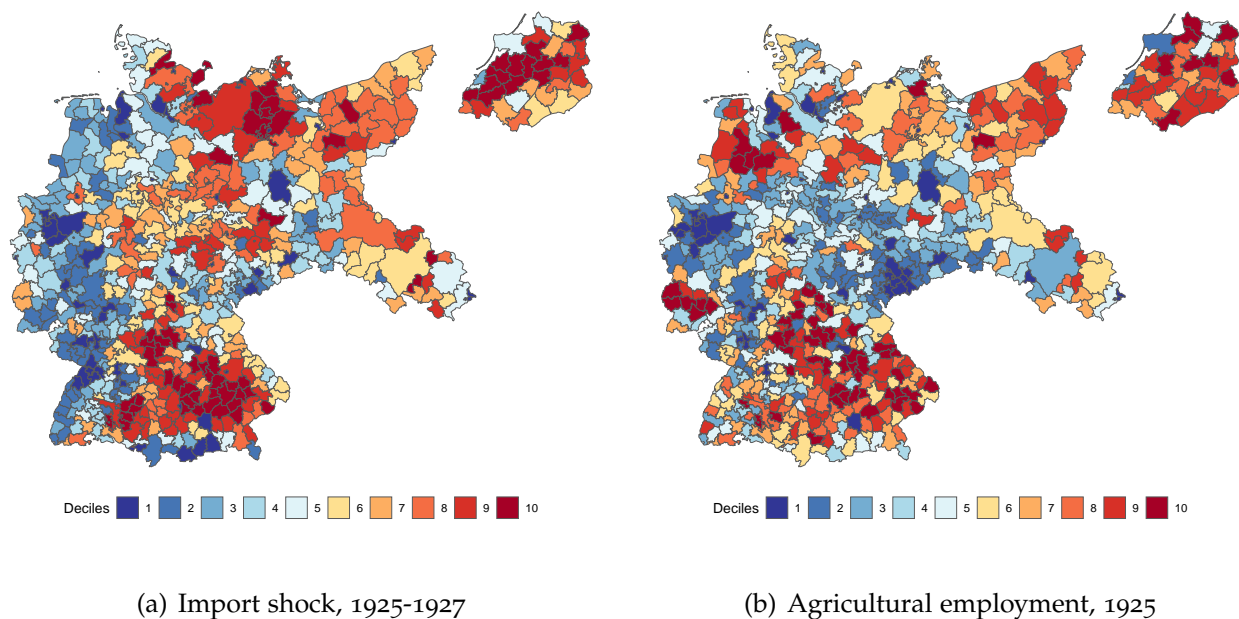 Deciles 1 2 3 4 5 6 7 8 9 10
Deciles 1 2 3 4 5 6 7 8 9 10
(a) Import shock, 1925-1927
(b) Agricultural employment, 1925